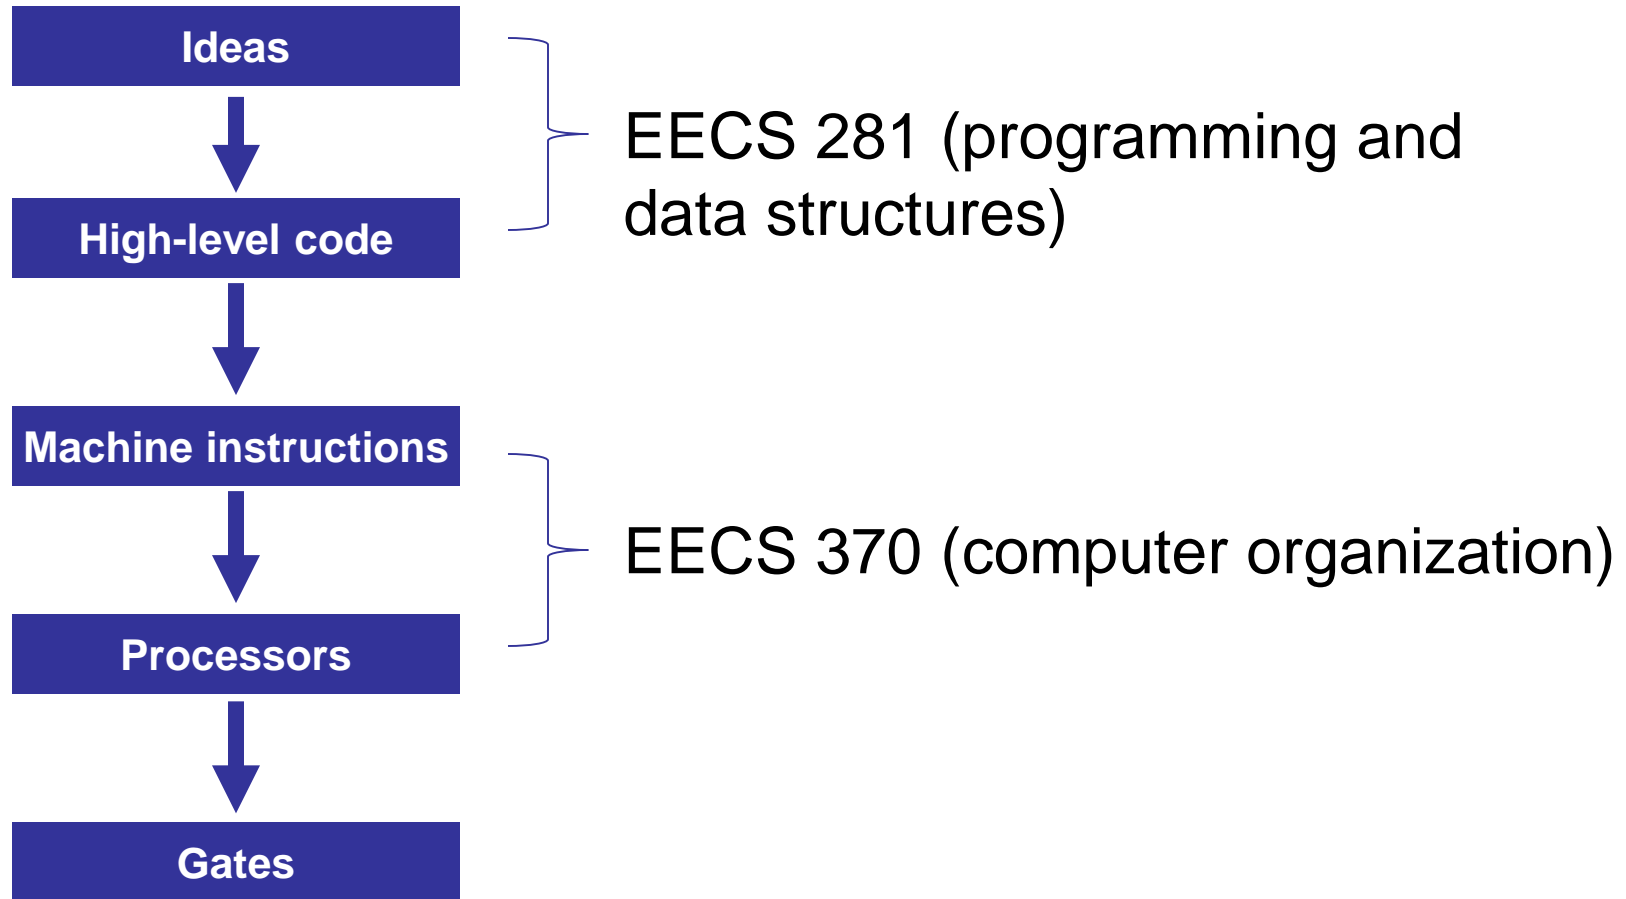 Ideas
EECS 281 (programming and
data structures)
High-level code
Machine instructions
EECS 370 (computer organization)
Processors
Gates